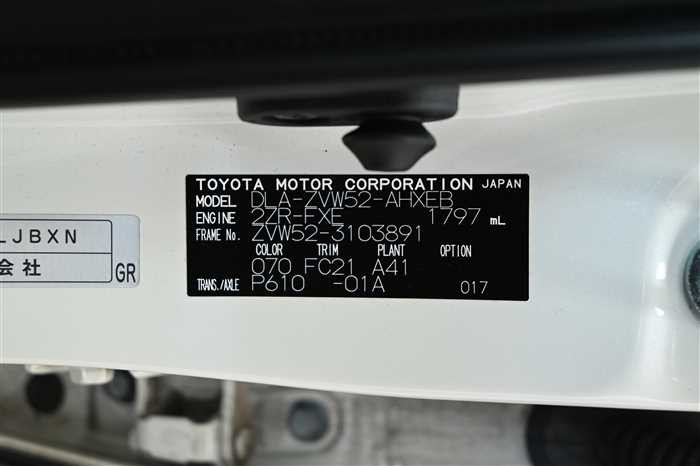 TOYOTA MOTOR CORPORATION JAPAN
MODEL DLA-ZVW52-AHXEB
ENGINE 2ZR-FXE 1797 mL
FRAME No. ZVW52-3103891
COLOR TRIM PLANT OPTION
070 FC21 A41
TRANS./AXLE P610 -01A 017
LJBXN
会社
GR